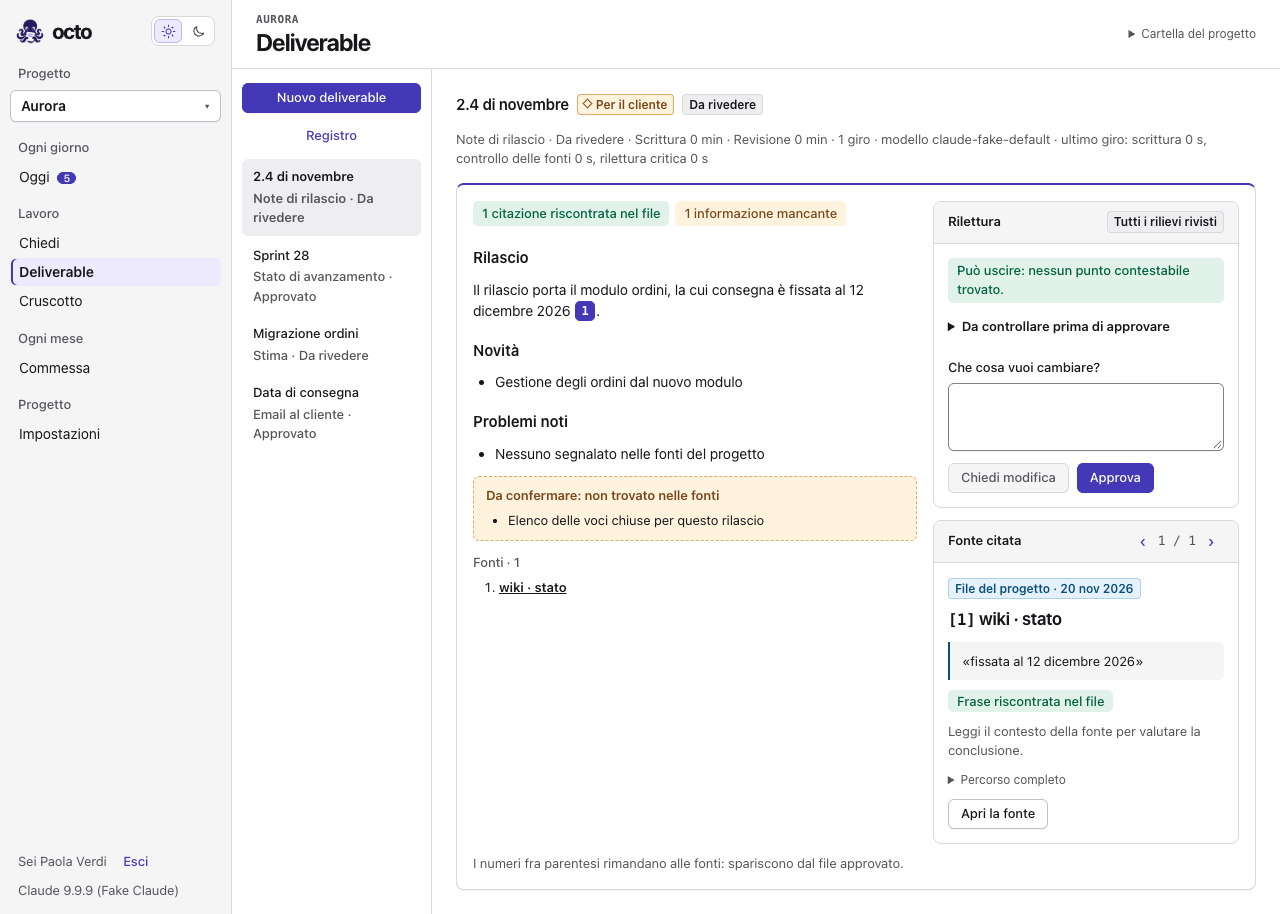 octo
Progetto
Aurora
Ogni giorno
Oggi 5
Lavoro
Chiedi
Deliverable
Cruscotto
Ogni mese
Commessa
Progetto
Impostazioni
Sei Paola Verdi Esci
Claude 9.9.9 (Fake Claude)
AURORA
Deliverable
Cartella del progetto
Nuovo deliverable
Registro
2.4 di novembre
Note di rilascio · Da
rivedere
Sprint 28
Stato di avanzamento ·
Approvato
Migrazione ordini
Stima · Da rivedere
Data di consegna
Email al cliente ·
Approvato
2.4 di novembre Per il cliente Da rivedere
Note di rilascio · Da rivedere · Scrittura 0 min · Revisione 0 min · 1 giro · modello claude-fake-default · ultimo giro: scrittura 0 s,
controllo delle fonti 0 s, rilettura critica 0 s
1 citazione riscontrata nel file 1 informazione mancante
Rilascio
Il rilascio porta il modulo ordini, la cui consegna è fissata al 12
dicembre 2026 1.
Novità
• Gestione degli ordini dal nuovo modulo
Problemi noti
• Nessuno segnalato nelle fonti del progetto
Da confermare: non trovato nelle fonti
• Elenco delle voci chiuse per questo rilascio
Fonti · 1
1. wiki · stato
Rilettura Tutti i rilievi rivisti
Può uscire: nessun punto contestabile
trovato.
Da controllare prima di approvare
Che cosa vuoi cambiare?
Chiedi modifica Approva
Fonte citata ‹ 1 / 1 ›
File del progetto · 20 nov 2026
[1] wiki · stato
«fissata al 12 dicembre 2026»
Frase riscontrata nel file
Leggi il contesto della fonte per valutare la
conclusione.
Percorso completo
Apri la fonte
I numeri fra parentesi rimandano alle fonti: spariscono dal file approvato.